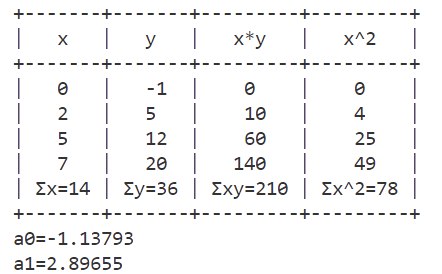 +-------+-------+---------+---------+
|   x   |   y   |   x*y   |   x^2   |
+-------+-------+---------+---------+
|   0   |  -1   |    0    |    0    |
|   2   |  5    |    10   |   4     |
|   5   |  12   |    60   |   25    |
|   7   |  20   |   140   |   49    |
| Σx=14 | Σy=36 | Σxy=210 | Σx^2=78 |
+-------+-------+---------+---------+
a0=-1.13793
a1=2.89655